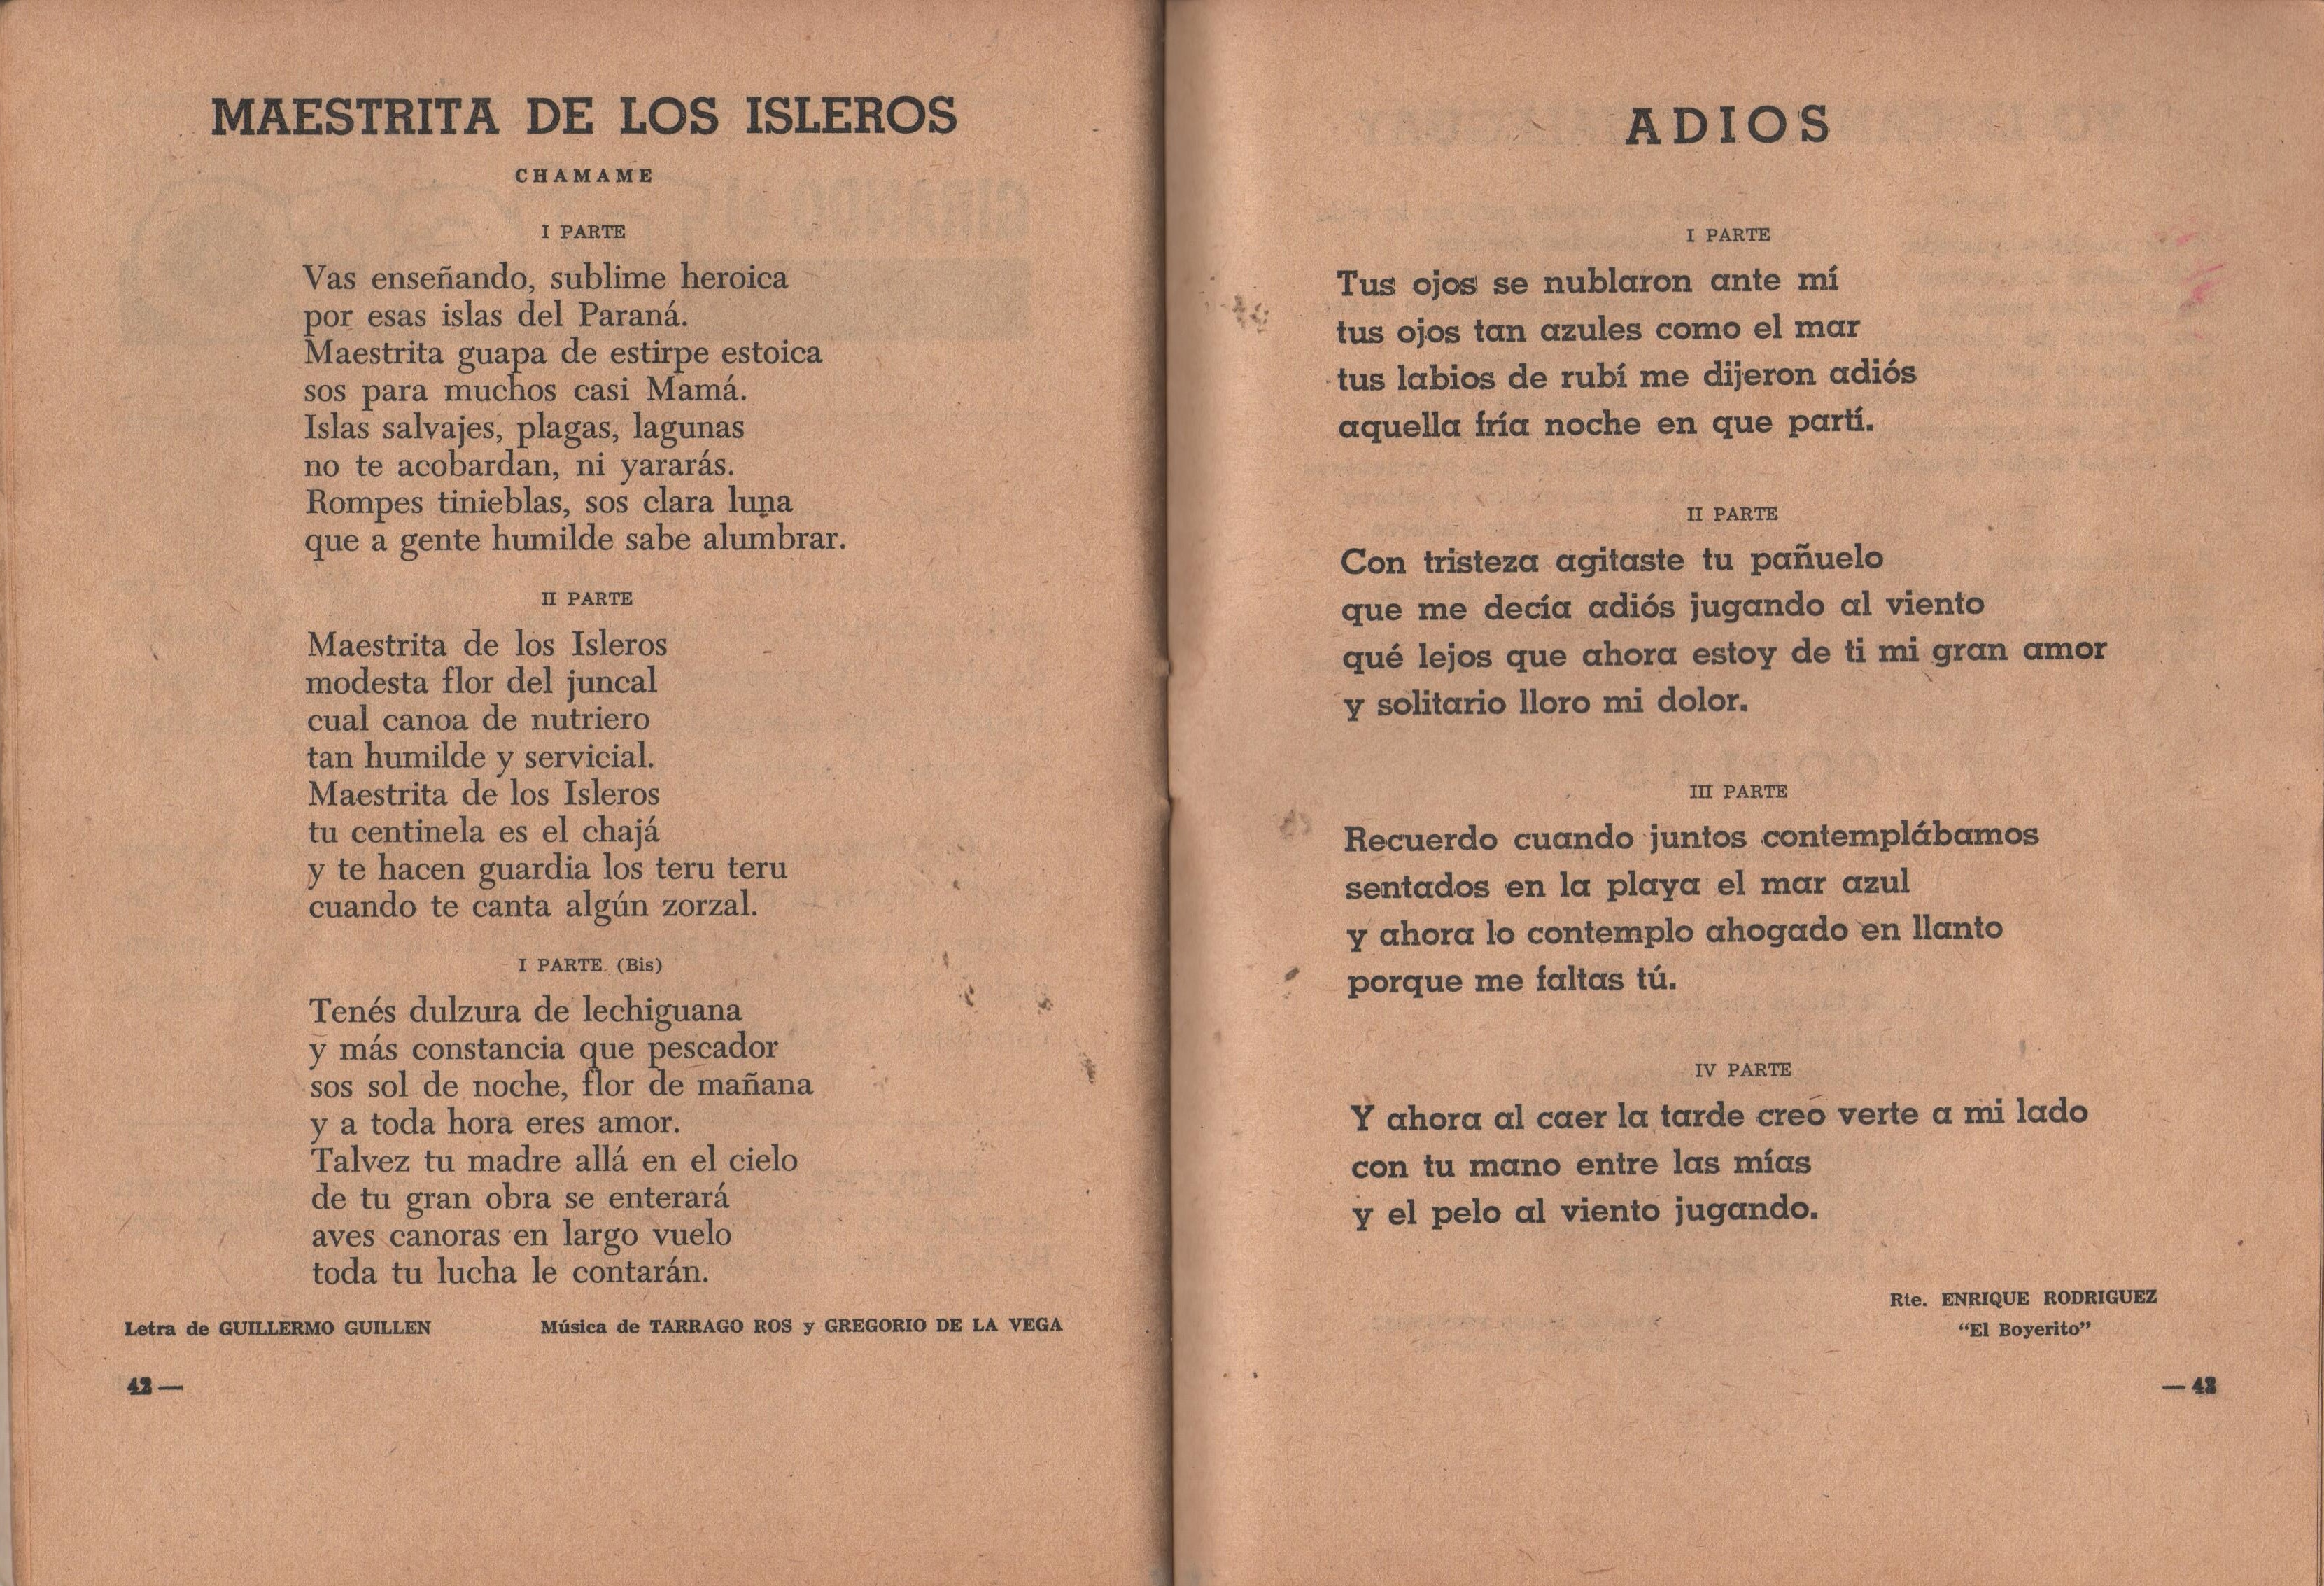 MAESTRITA DE LOS ISLEROS
CHAMAME
I PARTE
Vas enseñando, sublime heroica
por esas islas del Paraná.
Maestrita guapa de estirpe estoica
sos para muchos casi Mamá.
Islas salvajes, plagas, lagunas
no te acobardan, ni yararás.
Rompes tinieblas, sos clara luna
que a gente humilde sabe alumbrar.
II PARTE
Maestrita de los Isleros
modesta flor del juncal
cual canoa de nutriero
tan humilde y servicial.
Maestrita de los Isleros
tu centinela es el chajá
y te hacen guardia los teru teru
cuando te canta algún zorzal.
I PARTE (Bis)
Tenés dulzura de lechiguana
y más constancia que pescador
sos sol de noche, flor de mañana
y a toda hora eres amor.
Talvez tu madre allá en el cielo
de tu gran obra se enterará
aves canoras en largo vuelo
toda tu lucha le contarán.
Letra de GUILLERMO GUILLEN Música de TARRAGO ROS y GREGORIO DE LA VEGA
ADIOS
I PARTE
Tus ojos se nublaron ante mí
tus ojos tan azules como el mar
tus labios de rubí me dijeron adiós
aquella fría noche en que partí.
II PARTE
Con tristeza agitaste tu pañuelo
que me decía adiós jugando al viento
qué lejos que ahora estoy de ti mi gran amor
y solitario lloro mi dolor.
III PARTE
Recuerdo cuando juntos contemplábamos
sentados en la playa el mar azul
y ahora lo contemplo ahogado en llanto
porque me faltas tú.
IV PARTE
Y ahora al caer la tarde creo verte a mi lado
con tu mano entre las mías
y el pelo al viento jugando.
Rte. ENRIQUE RODRIGUEZ
"El Boyerito"